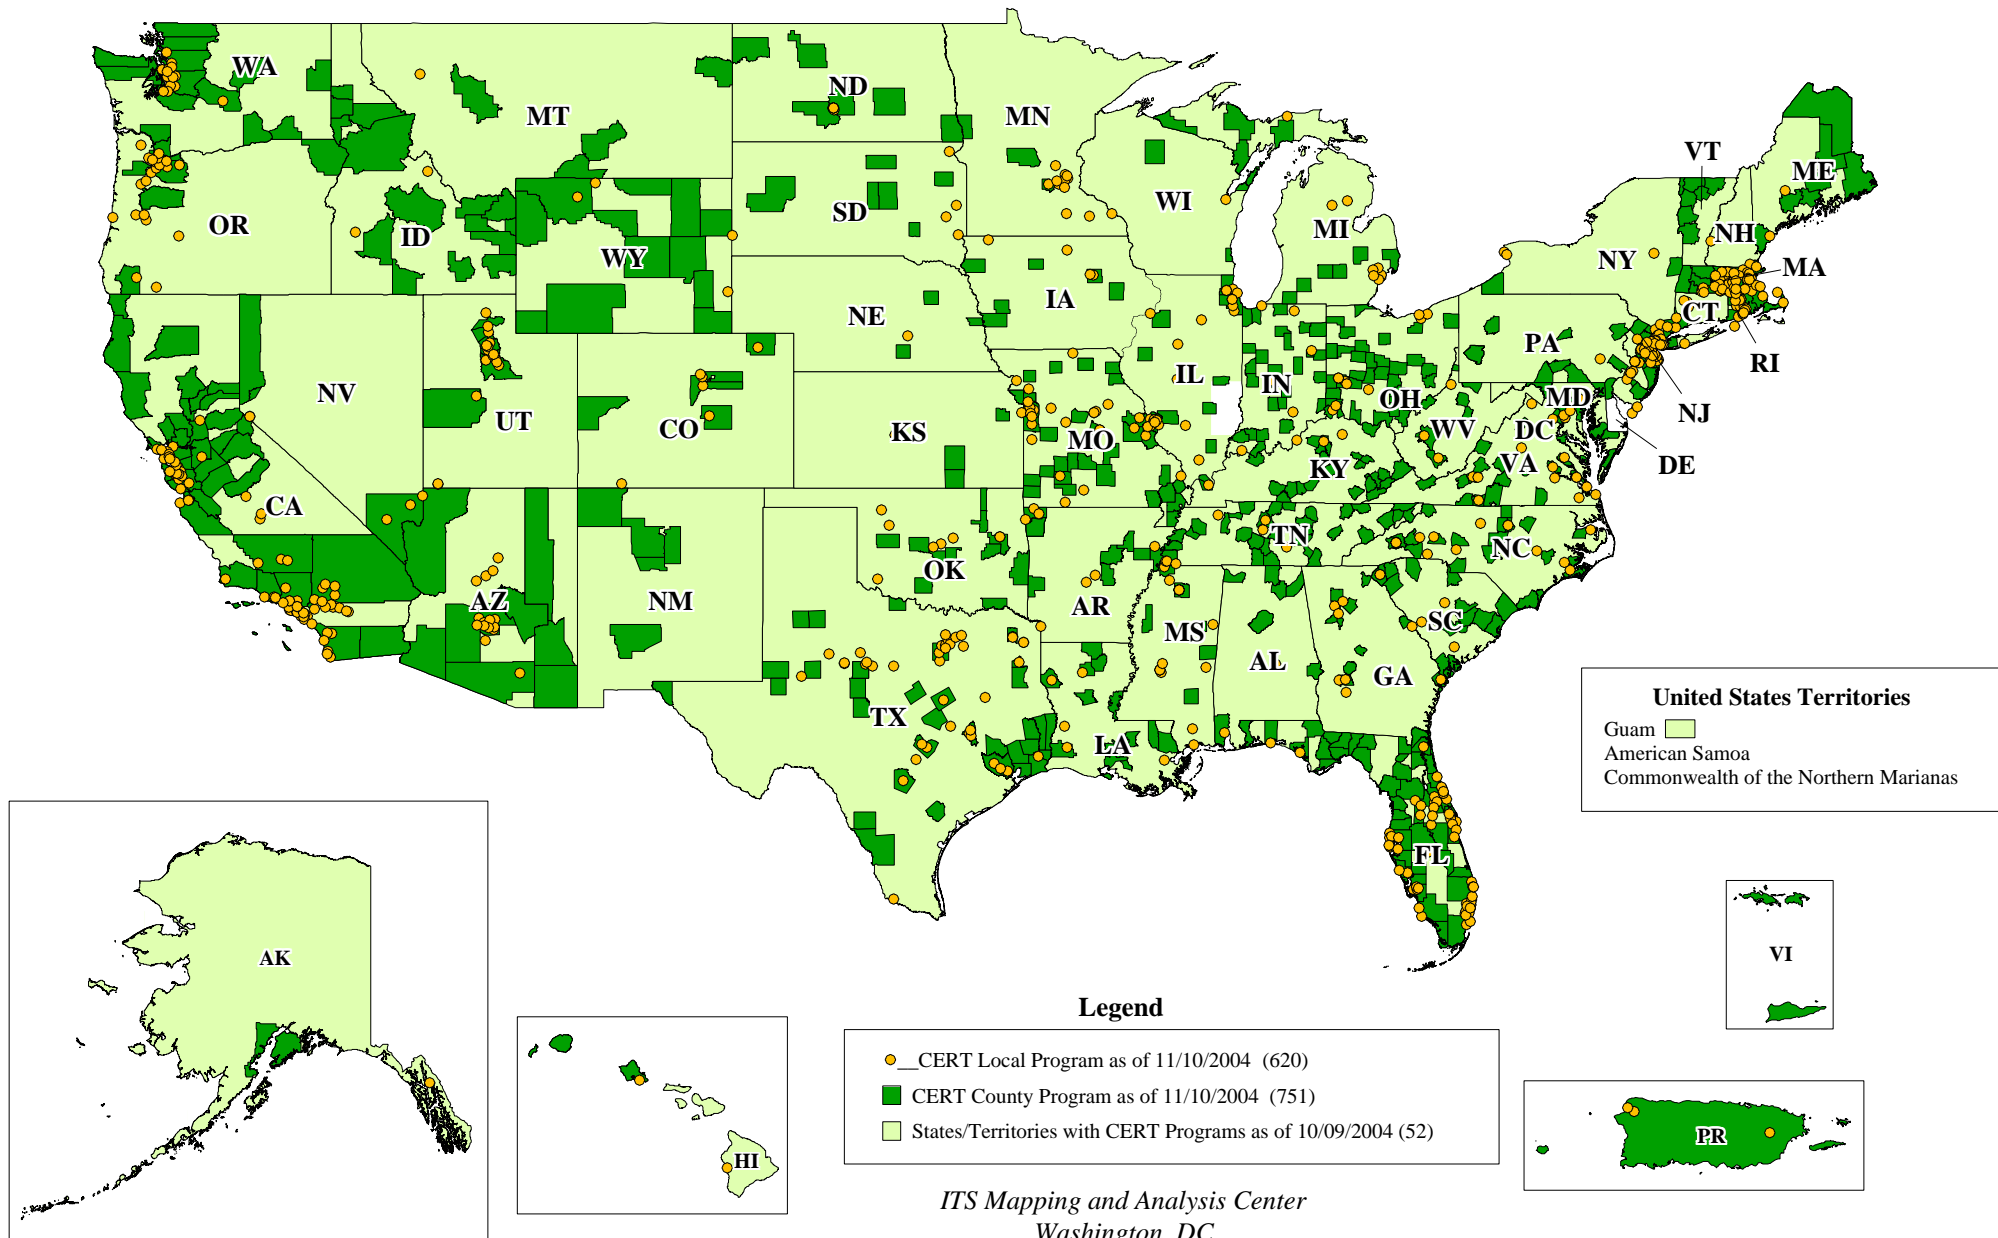 WA
MT
ND
MN
VT
ME
OR
ID
WY
SD
WI
MI
NY
NH
MA
NE
IA
CT
RI
NV
UT
CO
KS
MO
IL
IN
OH
PA
MD
NJ
WV
DC
DE
VA
KY
CA
AZ
NM
OK
AR
TN
NC
SC
MS
AL
GA
TX
LA
FL
United States Territories
Guam
American Samoa
Commonwealth of the Northern Marianas
AK
HI
VI
PR
Legend
__CERT Local Program as of 11/10/2004 (620)
CERT County Program as of 11/10/2004 (751)
States/Territories with CERT Programs as of 10/09/2004 (52)
ITS Mapping and Analysis Center
Washington, DC